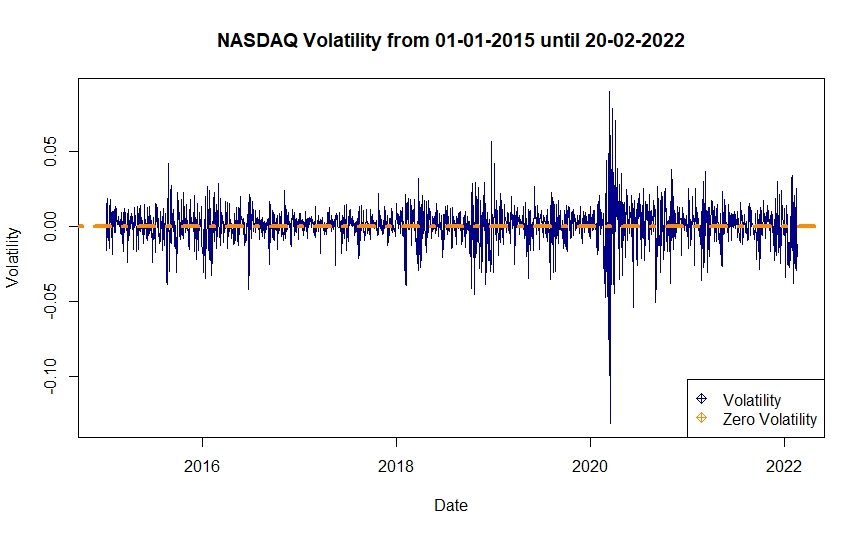 NASDAQ Volatility from 01-01-2015 until 20-02-2022
Volatility
-0.10 -0.05 0.00 0.05
2016 2018 2020 2022
Date
Volatility
Zero Volatility